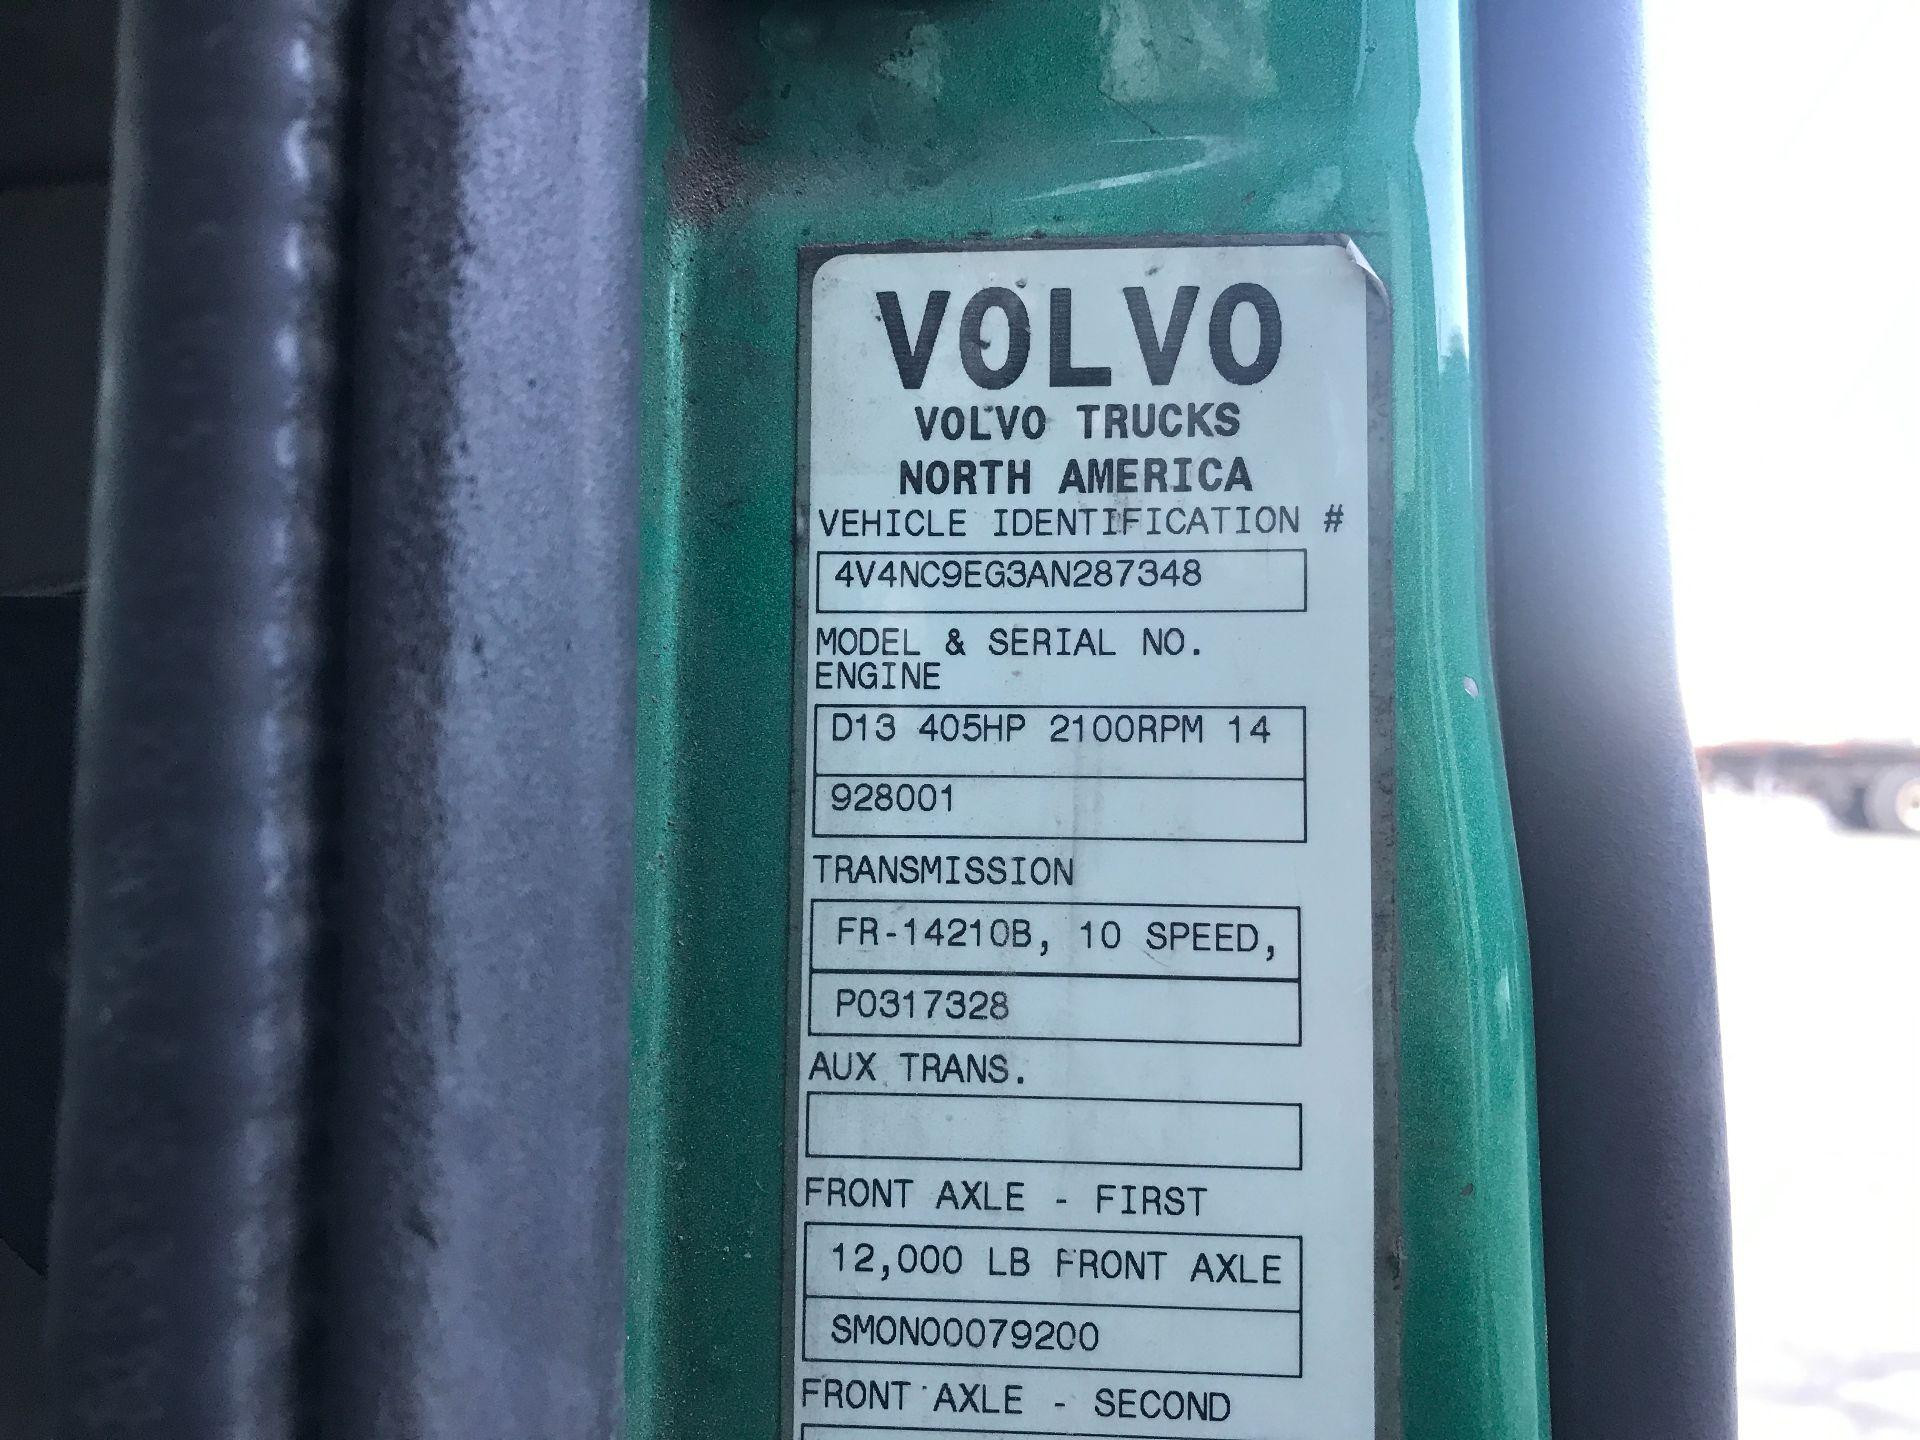 VOLVO
VOLVO TRUCKS
NORTH AMERICA
VEHICLE IDENTIFICATION #
4V4NC9EG3AN287348
MODEL & SERIAL NO.
ENGINE
D13 405HP 2100RPM 14
928001
TRANSMISSION
FR-14210B, 10 SPEED,
P0317328
AUX TRANS.
FRONT AXLE - FIRST
12,000 LB FRONT AXLE
SMON00079200
FRONT AXLE - SECOND